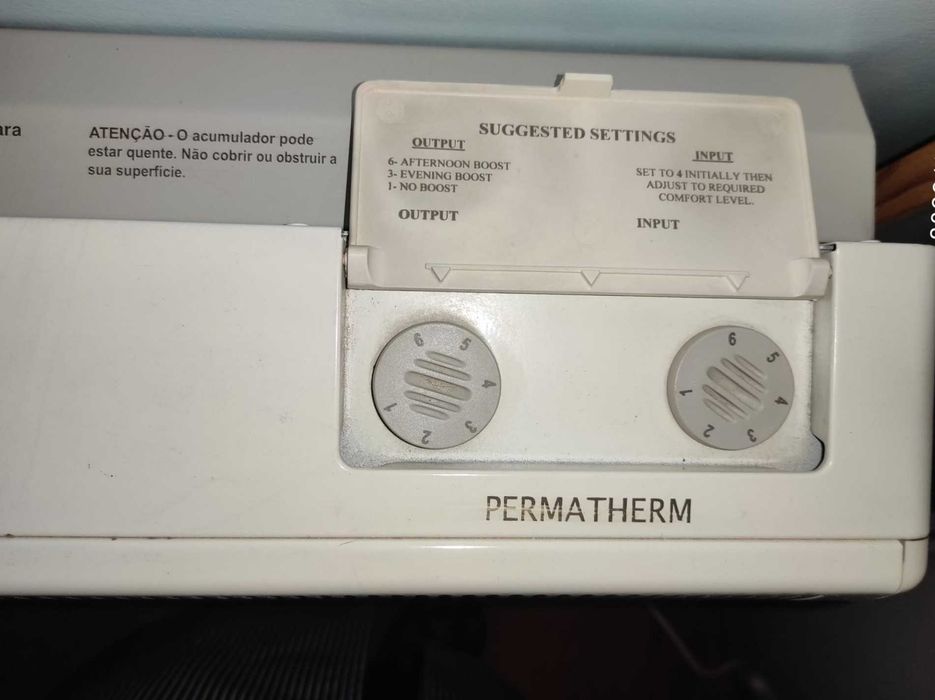 ara
ATENÇÃO - O acumulador pode
estar quente. Não cobrir ou obstruir a
sua superficie.
SUGGESTED SETTINGS
OUTPUT
6- AFTERNOON BOOST
3- EVENING BOOST
1- NO BOOST
OUTPUT
INPUT
SET TO 4 INITIALLY THEN
ADJUST TO REQUIRED
COMFORT LEVEL.
INPUT
6 5 4 3 2 1
6 5 4 3 2 1
PERMATHERM